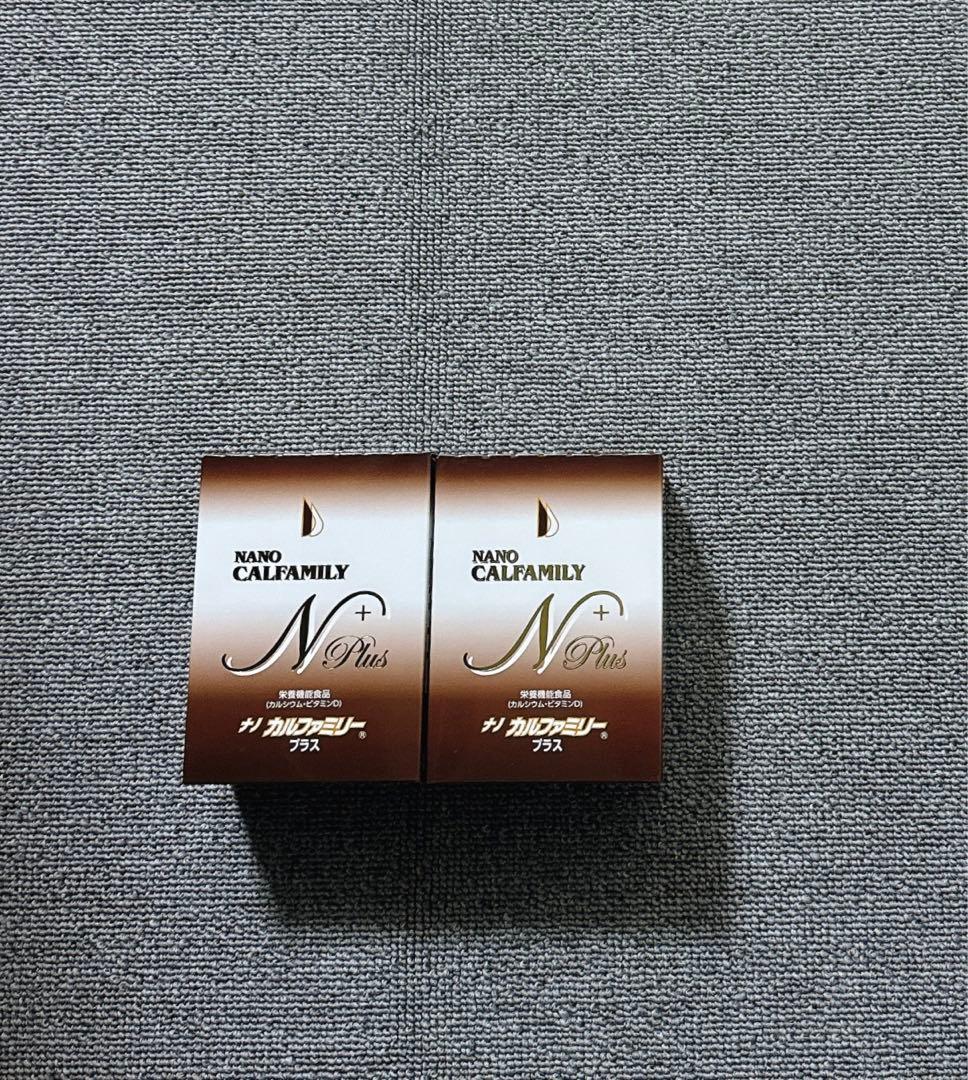 NANO
CALFAMILY
N+
Plus
栄養機能食品
(カルシウム・ビタミンD)
ナノ カルファミリー®
プラス
NANO
CALFAMILY
N+
Plus
栄養機能食品
(カルシウム・ビタミンD)
ナノ カルファミリー®
プラス